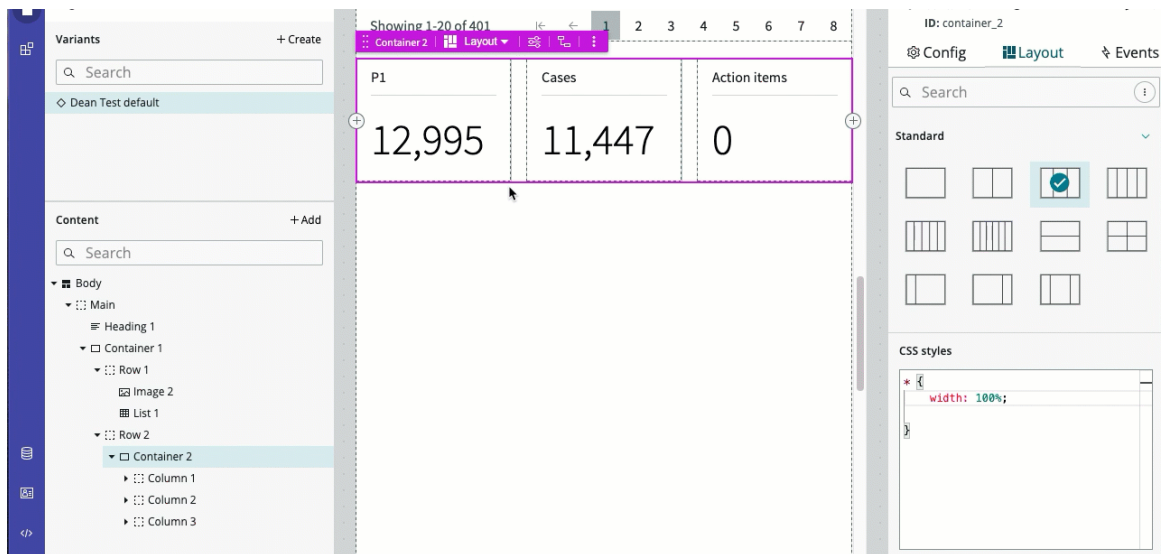 Variants
+ Create
Search
Dean Test default
Content
+ Add
Search
Body
Main
Heading 1
Container 1
Row 1
Image 2
List 1
Row 2
Container 2
Column 1
Column 2
Column 3
Showing 1-20 of 401
1 2 3 4 5 6 7 8
Container 2 Layout
P1
12,995
Cases
11,447
Action items
0
ID: container_2
Config Layout Events
Search
Standard
CSS styles
* {
width: 100%;
}